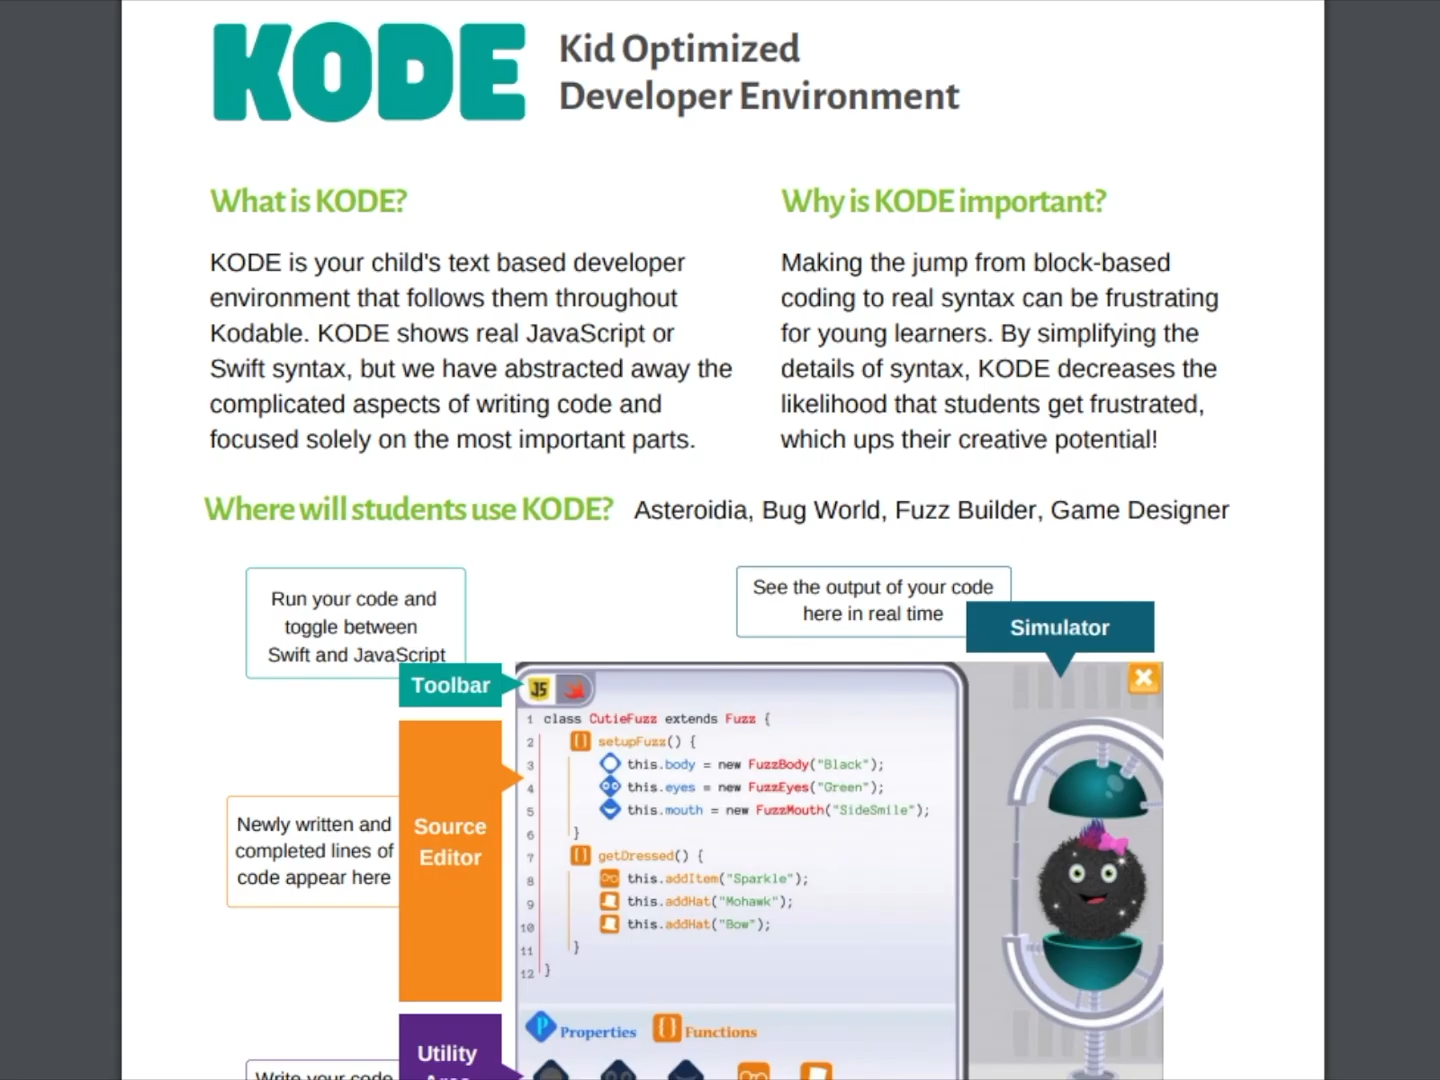 KODE
Kid Optimized
Developer Environment
What is KODE?
KODE is your child's text based developer
environment that follows them throughout
Kodable. KODE shows real JavaScript or
Swift syntax, but we have abstracted away the
complicated aspects of writing code and
focused solely on the most important parts.
Why is KODE important?
Making the jump from block-based
coding to real syntax can be frustrating
for young learners. By simplifying the
details of syntax, KODE decreases the
likelihood that students get frustrated,
which ups their creative potential!
Where will students use KODE? Asteroidia, Bug World, Fuzz Builder, Game Designer
Run your code and
toggle between
Swift and JavaScript
Toolbar
See the output of your code
here in real time
Simulator
Newly written and
completed lines of
code appear here
Source
Editor
JS
1 class CutieFuzz extends Fuzz {
2 setupFuzz() {
3 this.body = new FuzzBody("Black");
4 this.eyes = new FuzzEyes("Green");
5 this.mouth = new FuzzMouth("SideSmile");
6 }
7 getDressed() {
8 this.addItem("Sparkle");
9 this.addHat("Mohawk");
10 this.addHat("Bow");
11 }
12 }
P Properties {} Functions
Utility
Area
Write your code